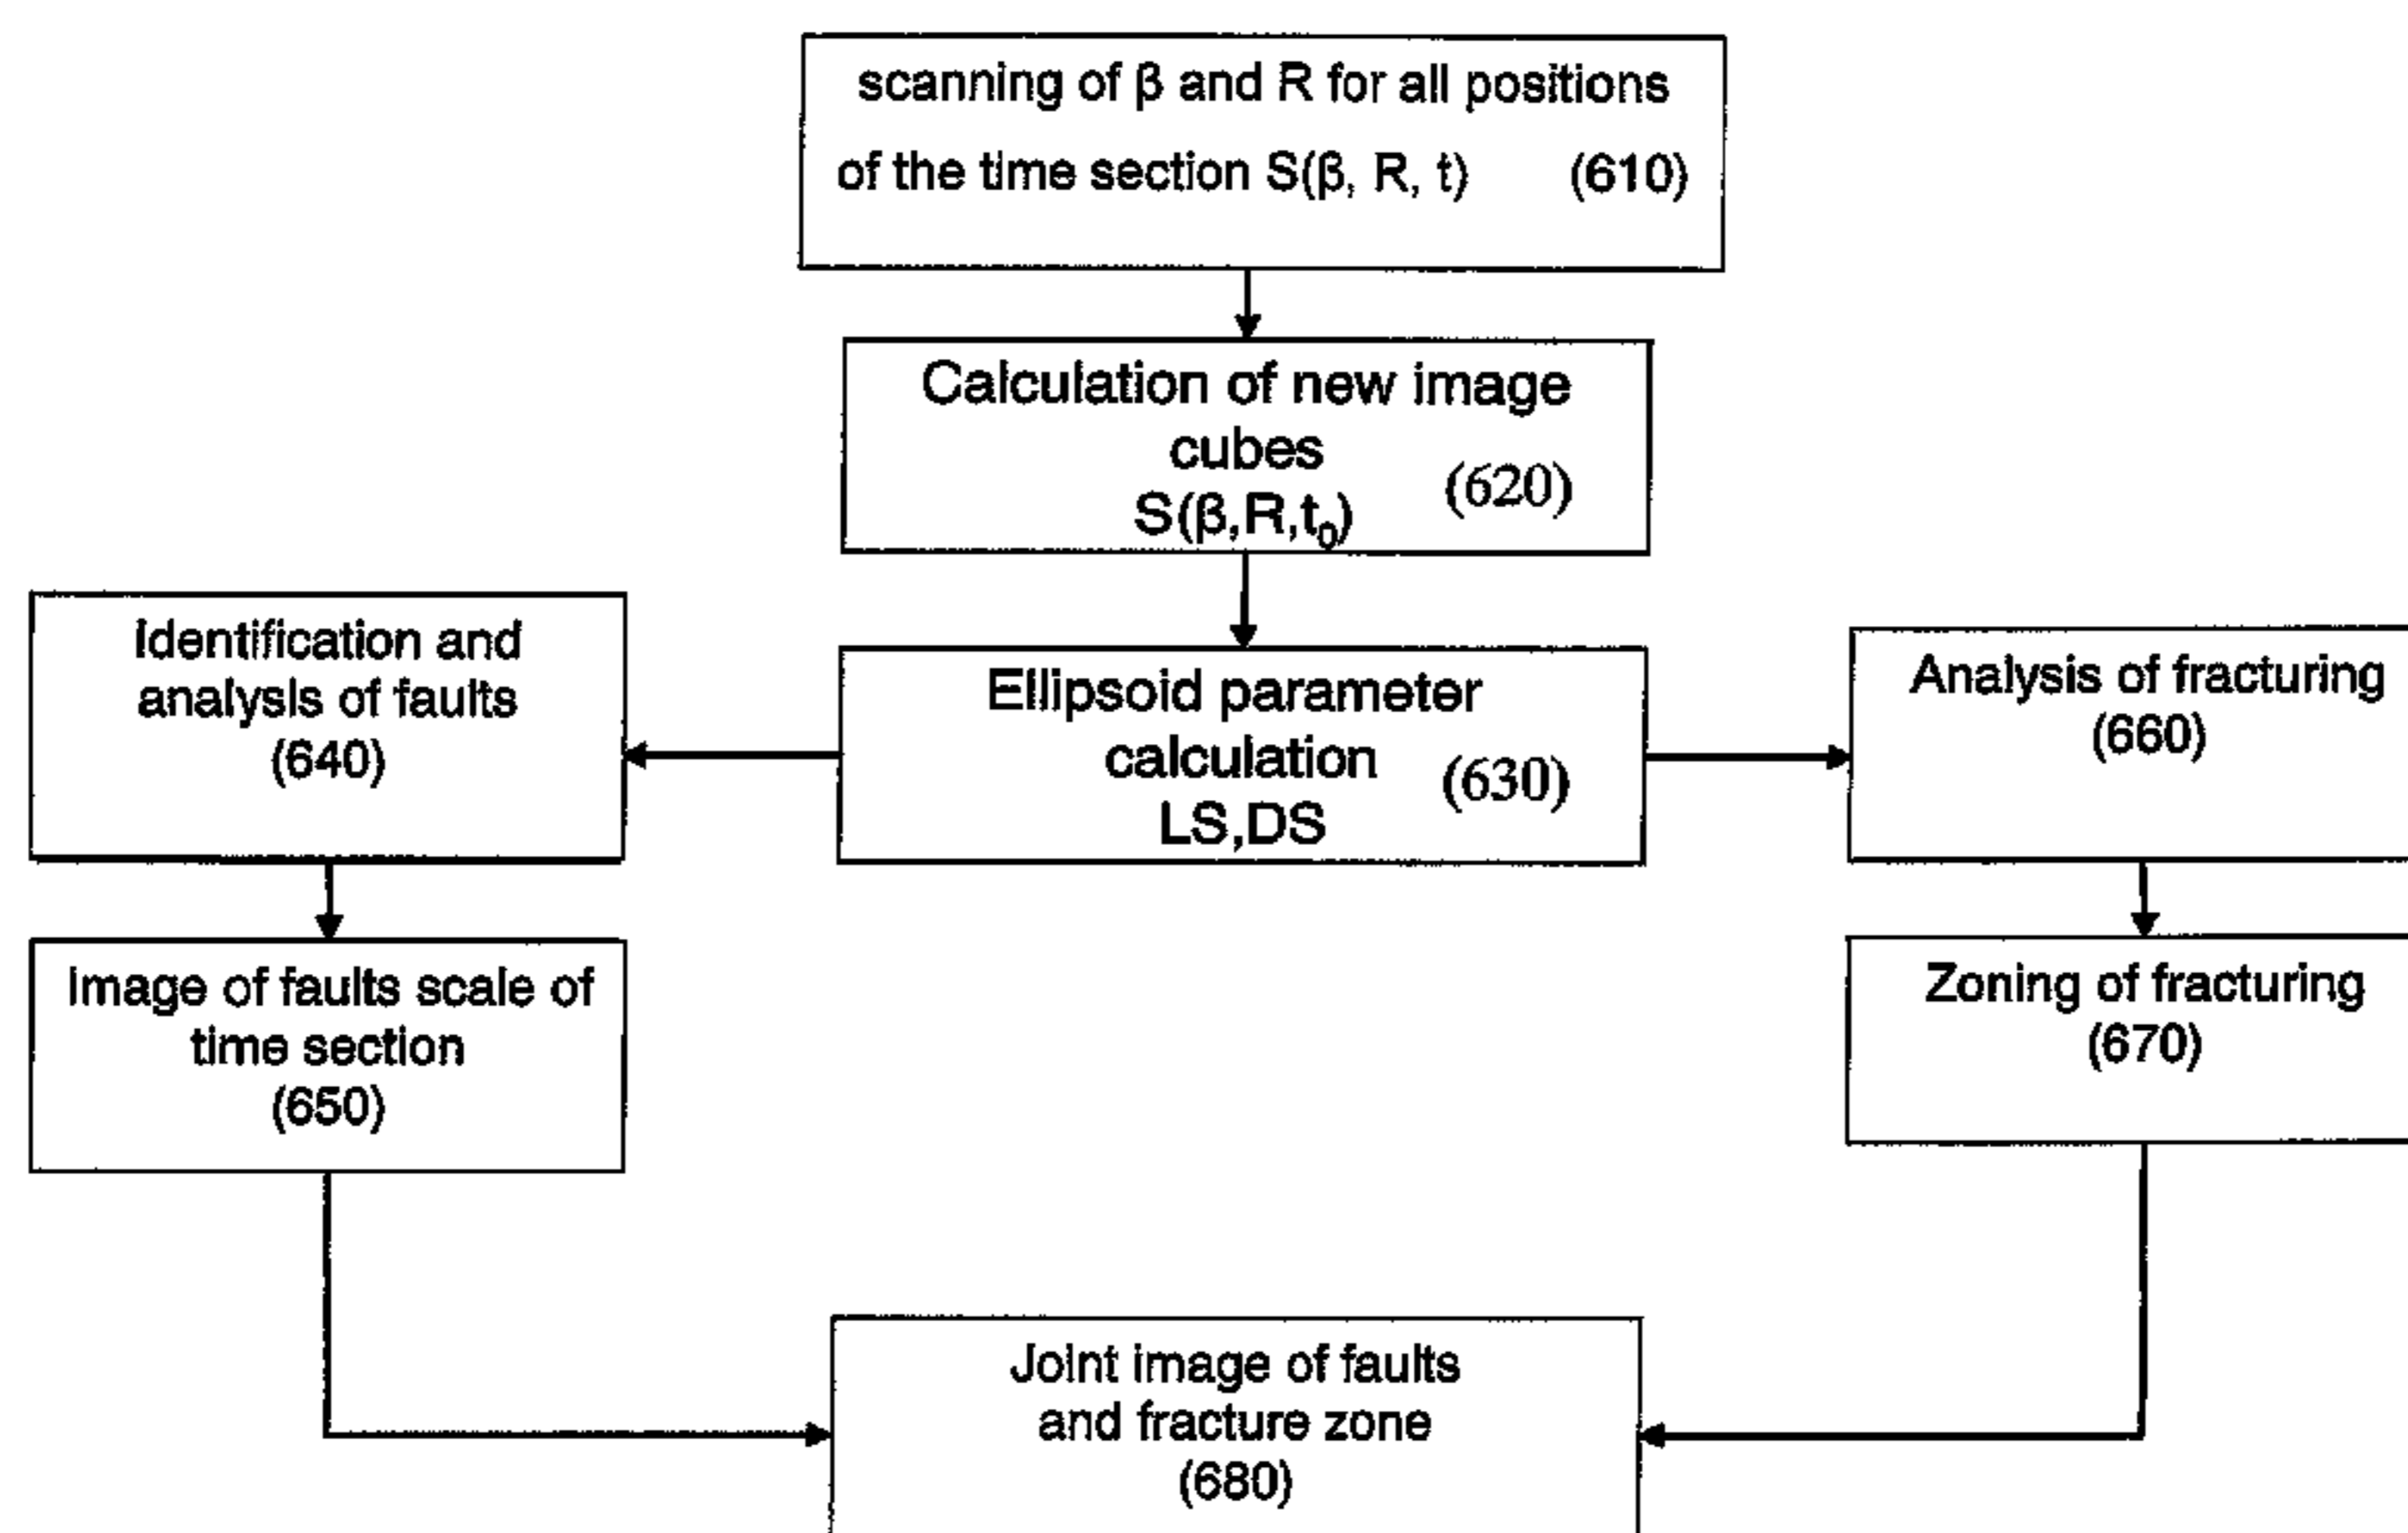 scanning of β and R for all positions
of the time section S(β, R, t) (610)
Calculation of new image
cubes (620)
S(β,R,t₀)
Identification and
analysis of faults
(640)
Ellipsoid parameter
calculation (630)
LS,DS
Analysis of fracturing
(660)
Image of faults scale of
time section
(650)
Zoning of fracturing
(670)
Joint image of faults
and fracture zone
(680)